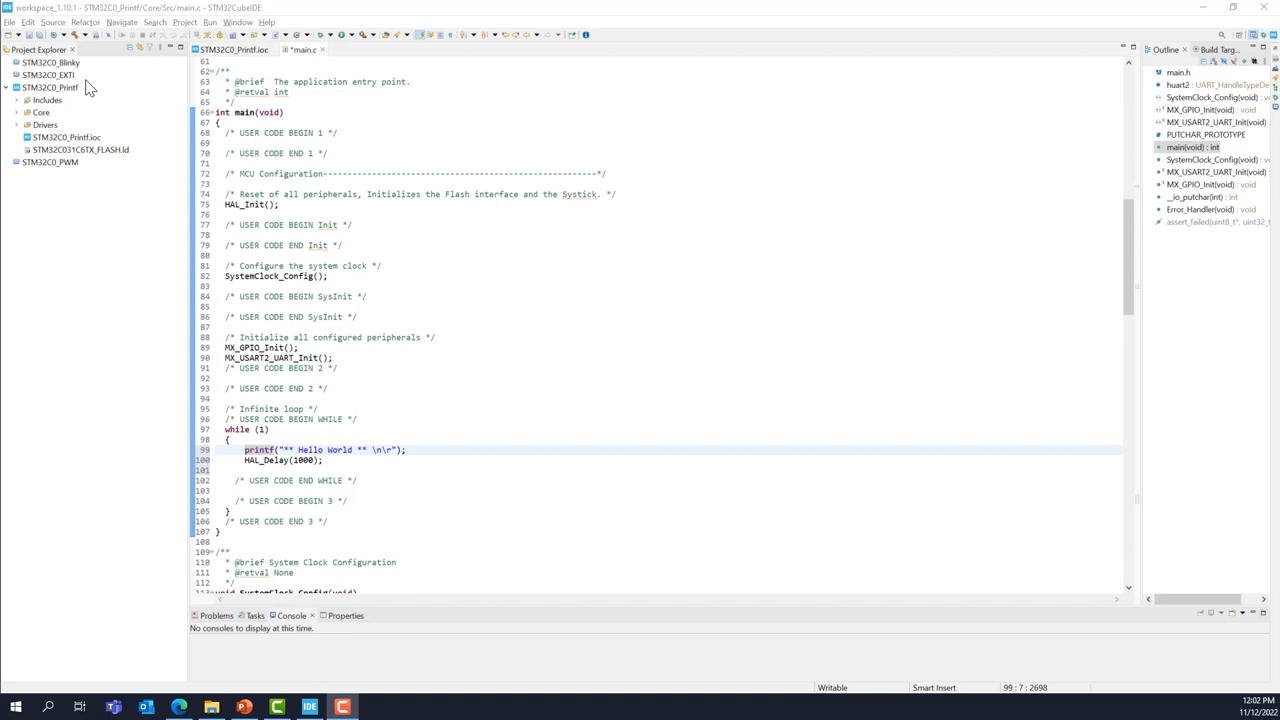 workspace_1.10.1 - STM32C0_Printf/Core/Src/main.c - STM32CubeIDE
File Edit Source Refactor Navigate Search Project Run Window Help
Project Explorer
STM32C0_Blinky
STM32C0_EXTI
STM32C0_Printf
Includes
Core
Drivers
STM32C0_Printf.ioc
STM32C031C6TX_FLASH.ld
STM32C0_PWM
STM32C0_Printf.ioc *main.c
61
62 /**
63 * @brief The application entry point.
64 * @retval int
65 */
66 int main(void)
67 {
68 /* USER CODE BEGIN 1 */
69
70 /* USER CODE END 1 */
71
72 /* MCU Configuration--------------------------------------------------------*/
73
74 /* Reset of all peripherals, Initializes the Flash interface and the Systick. */
75 HAL_Init();
76
77 /* USER CODE BEGIN Init */
78
79 /* USER CODE END Init */
80
81 /* Configure the system clock */
82 SystemClock_Config();
83
84 /* USER CODE BEGIN SysInit */
85
86 /* USER CODE END SysInit */
87
88 /* Initialize all configured peripherals */
89 MX_GPIO_Init();
90 MX_USART2_UART_Init();
91 /* USER CODE BEGIN 2 */
92
93 /* USER CODE END 2 */
94
95 /* Infinite loop */
96 /* USER CODE BEGIN WHILE */
97 while (1)
98 {
99 printf("** Hello World ** \n\r");
100 HAL_Delay(1000);
101
102 /* USER CODE END WHILE */
103
104 /* USER CODE BEGIN 3 */
105 }
106 /* USER CODE END 3 */
107 }
108
109 /**
110 * @brief System Clock Configuration
111 * @retval None
112 */
113 void SystemClock_Config(void)
Outline Build Targ...
main.h
huart2 : UART_HandleTypeDe
SystemClock_Config(void) : void
MX_GPIO_Init(void) : void
MX_USART2_UART_Init(void) :
PUTCHAR_PROTOTYPE
main(void) : int
SystemClock_Config(void) : void
MX_USART2_UART_Init(void) :
MX_GPIO_Init(void) : void
__io_putchar(int) : int
Error_Handler(void) : void
assert_failed(uint8_t*, uint32_t)
Problems Tasks Console Properties
No consoles to display at this time.
Writable Smart Insert 99 : 7 : 2698
IDE
12:02 PM
11/12/2022